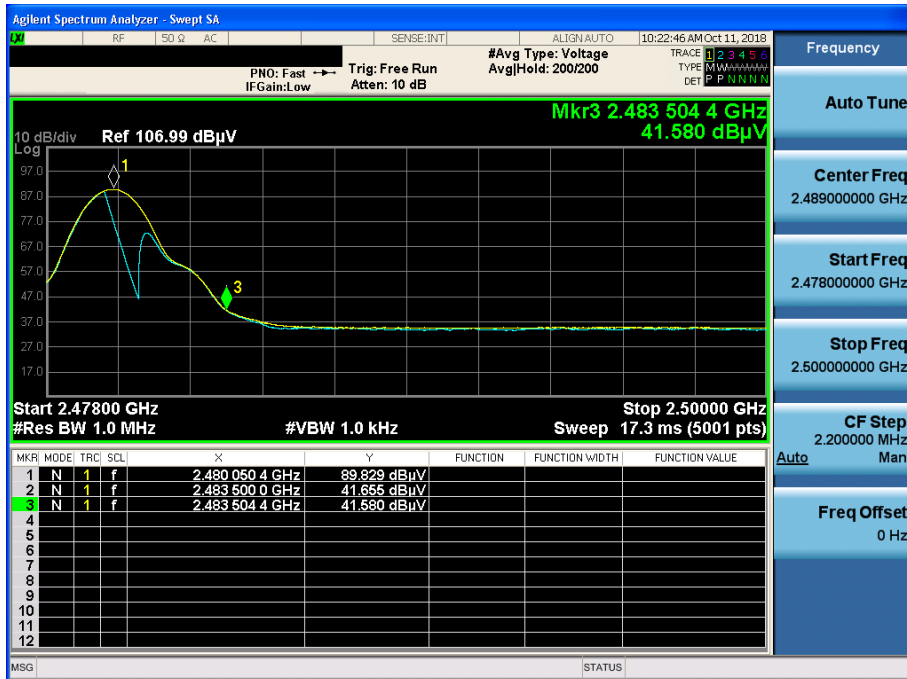 Agilent Spectrum Analyzer - Swept SA
LXI RF 50 Ω AC SENSE:INT ALIGN AUTO 10:22:46 AM Oct 11, 2018
Frequency
PNO: Fast
IFGain:Low
Trig: Free Run
Atten: 10 dB
#Avg Type: Voltage
Avg|Hold: 200/200
TRACE 1 2 3 4 5 6
TYPE M W W W W W
DET P P N N N N
Auto Tune
Mkr3 2.483 504 4 GHz
41.580 dBµV
10 dB/div Ref 106.99 dBµV
Log
97.0
87.0
77.0
67.0
57.0
47.0
37.0
27.0
17.0
1
3
Center Freq
2.489000000 GHz
Start Freq
2.478000000 GHz
Stop Freq
2.500000000 GHz
Start 2.47800 GHz Stop 2.50000 GHz
#Res BW 1.0 MHz #VBW 1.0 kHz Sweep 17.3 ms (5001 pts)
CF Step
2.200000 MHz
Auto Man
MKR MODE TRC SCL X Y FUNCTION FUNCTION WIDTH FUNCTION VALUE
1 N 1 f 2.480 050 4 GHz 89.829 dBµV
2 N 1 f 2.483 500 0 GHz 41.655 dBµV
3 N 1 f 2.483 504 4 GHz 41.580 dBµV
4
5
6
7
8
9
10
11
12
Freq Offset
0 Hz
MSG STATUS